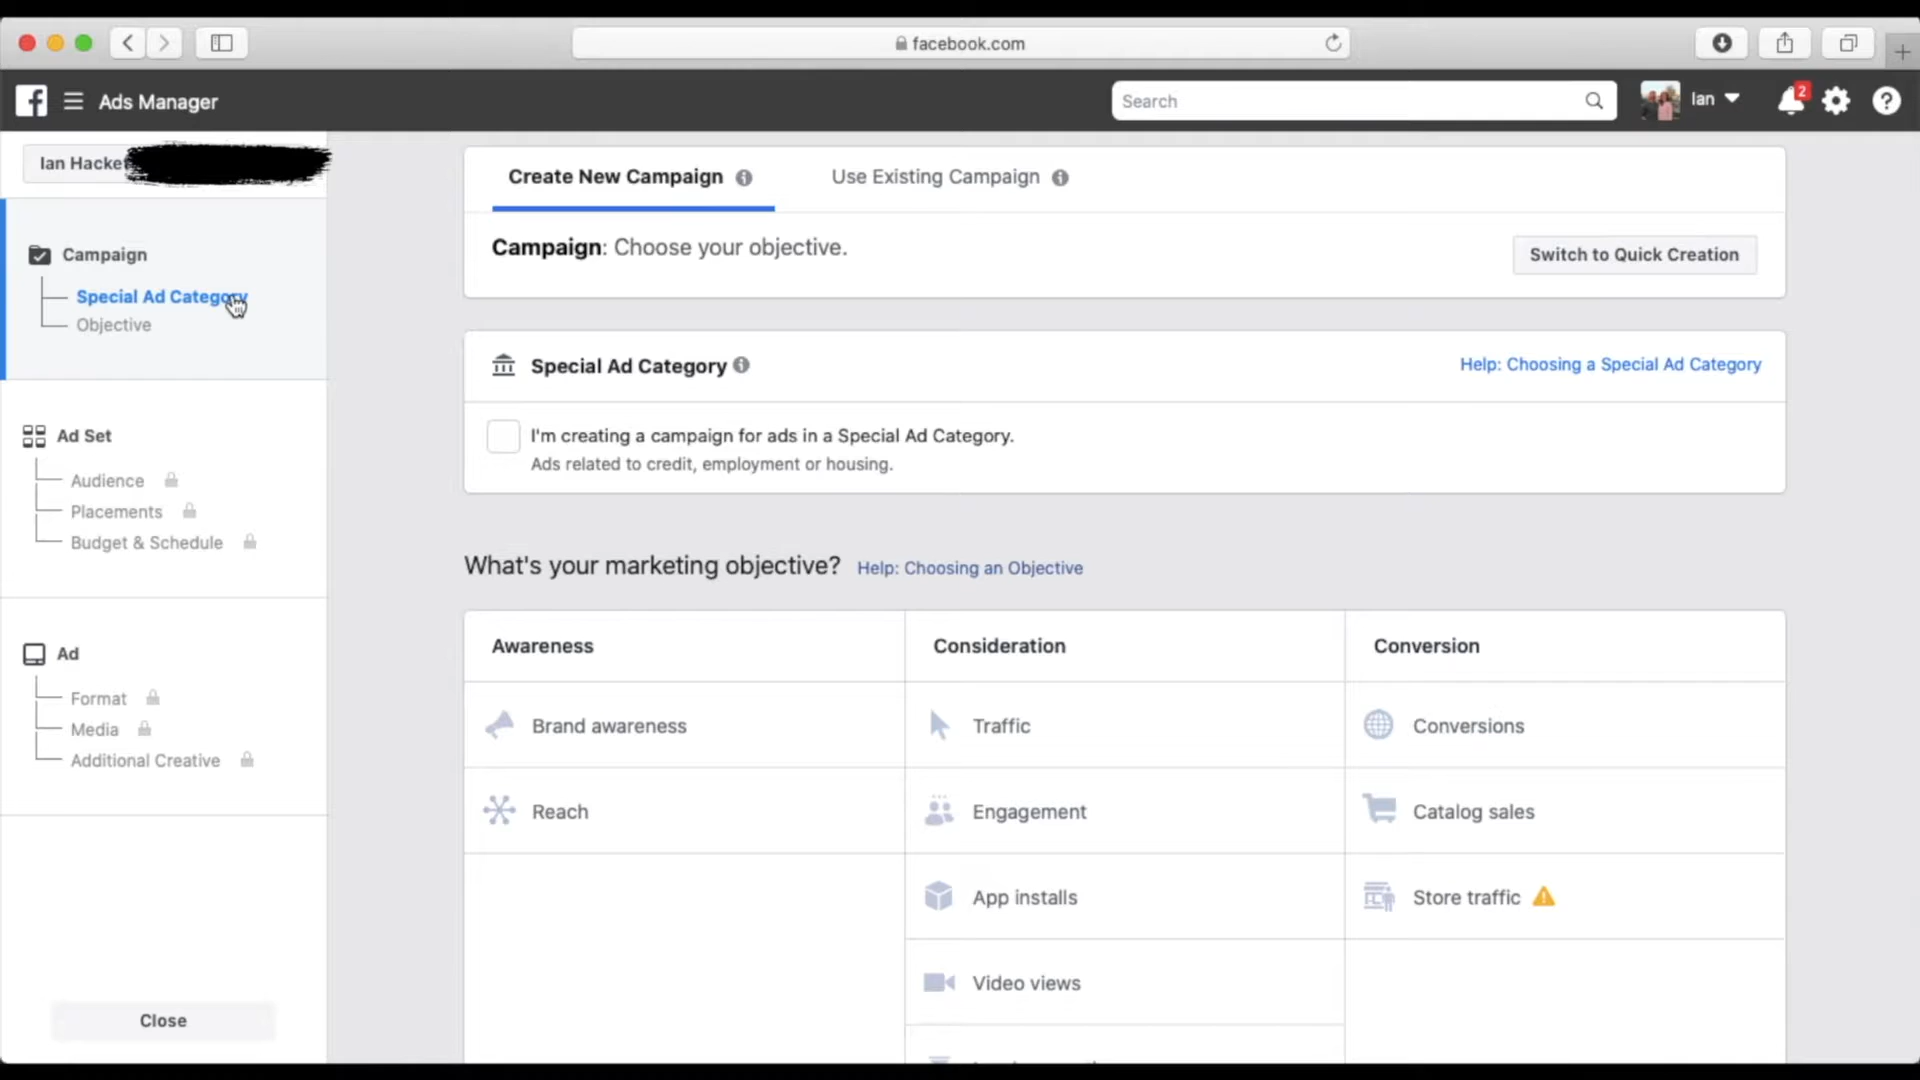 facebook.com
Ads Manager
Search
Ian
2
Ian Hacke
Create New Campaign
Use Existing Campaign
Campaign: Choose your objective.
Switch to Quick Creation
Campaign
Special Ad Category
Objective
Special Ad Category
Help: Choosing a Special Ad Category
I'm creating a campaign for ads in a Special Ad Category.
Ads related to credit, employment or housing.
Ad Set
Audience
Placements
Budget & Schedule
What's your marketing objective? Help: Choosing an Objective
Awareness
Consideration
Conversion
Ad
Format
Media
Additional Creative
Brand awareness
Traffic
Conversions
Reach
Engagement
Catalog sales
App installs
Store traffic
Video views
Close